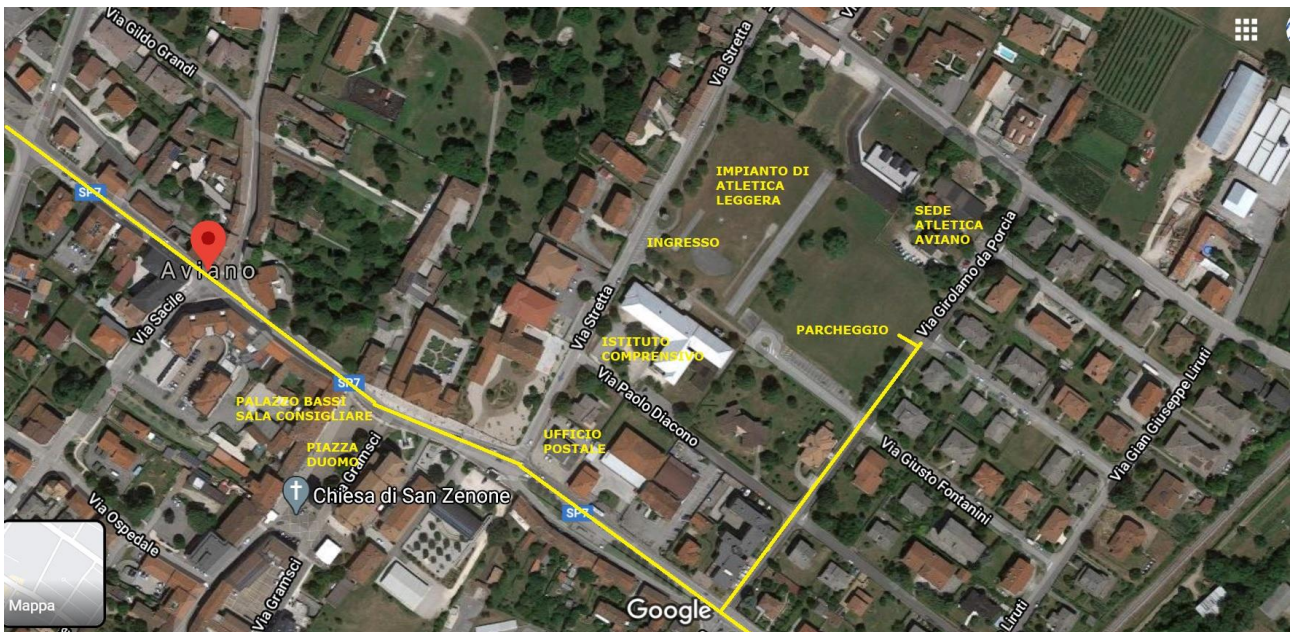 Via Gildo Grandi
Via Stretta
SP7
IMPIANTO DI
ATLETICA
LEGGERA
SEDE
ATLETICA
AVIANO
INGRESSO
Aviano
Via Sacile
Via Stretta
Via Girolamo da Porcia
PARCHEGGIO
ISTITUTO
COMPRENSIVO
Via Paolo Diacono
SP7
PALAZZO BASSI
SALA CONSIGLIARE
PIAZZA
DUOMO
Via Gramsci
UFFICIO
POSTALE
Via Gian Giuseppe Liruti
Via Giusto Fontanini
Chiesa di San Zenone
SP7
Via Ospedale
Via Gramsci
Mappa
Google
Liruti